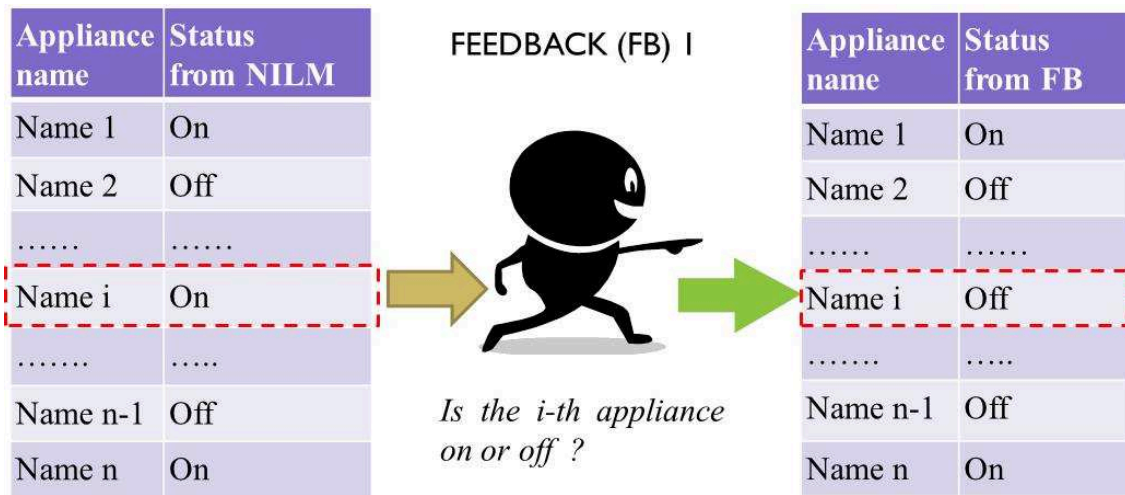 Appliance name	Status from NILM
Name 1	On
Name 2	Off
……	……
Name i	On
.......	.....
Name n-1	Off
Name n	On
FEEDBACK (FB) I
Is the i-th appliance
on or off ?
Appliance name	Status from FB
Name 1	On
Name 2	Off
……	……
Name i	Off
.......	.....
Name n-1	Off
Name n	On